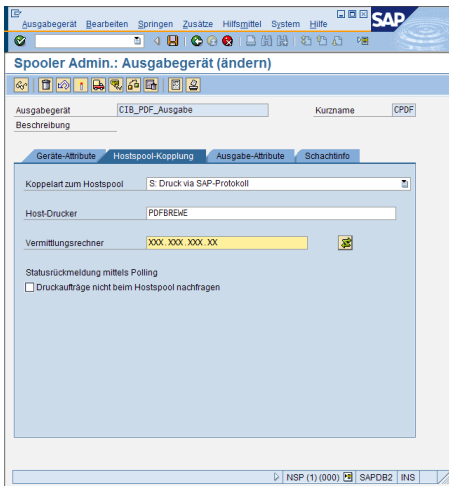 Ausgabegerät Bearbeiten Springen Zusätze Hilfsmittel System Hilfe
SAP
Spooler Admin.: Ausgabegerät (ändern)
Ausgabegerät CIB_PDF_Ausgabe Kurzname CPDF
Beschreibung
Geräte-Attribute Hostspool-Kopplung Ausgabe-Attribute Schachtinfo
Koppelart zum Hostspool S: Druck via SAP-Protokoll
Host-Drucker PDFBREWE
Vermittlungsrechner XXX.XXX.XXX.XX
Statusrückmeldung mittels Polling
Druckaufträge nicht beim Hostspool nachfragen
NSP (1) (000) SAPDB2 INS